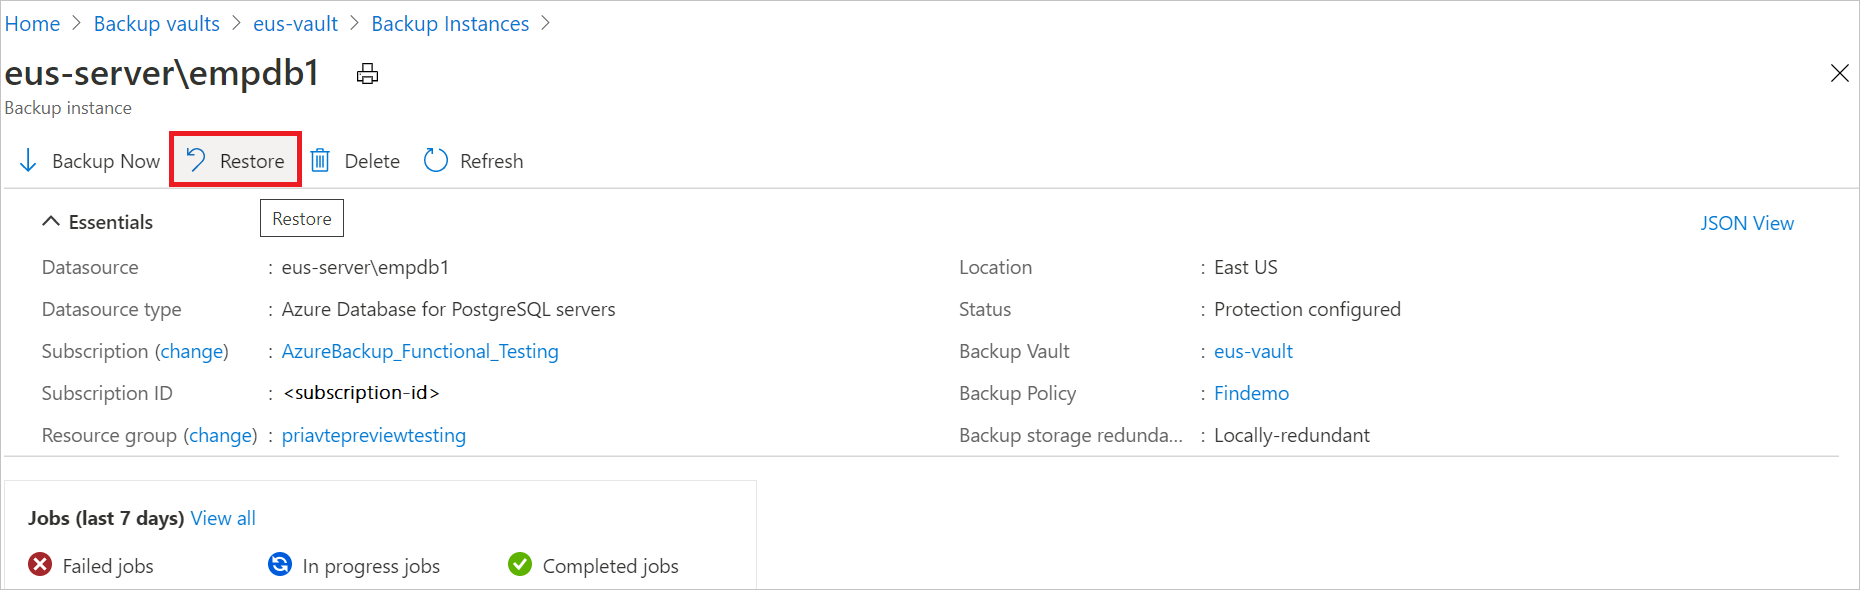 Home > Backup vaults > eus-vault > Backup Instances >
eus-server\empdb1
Backup instance
Backup Now Restore Delete Refresh
Restore
Essentials
JSON View
Datasource : eus-server\empdb1
Location : East US
Datasource type : Azure Database for PostgreSQL servers
Status : Protection configured
Subscription (change) : AzureBackup_Functional_Testing
Backup Vault : eus-vault
Subscription ID : <subscription-id>
Backup Policy : Findemo
Resource group (change) : priavtepreviewtesting
Backup storage redunda... : Locally-redundant
Jobs (last 7 days) View all
Failed jobs In progress jobs Completed jobs